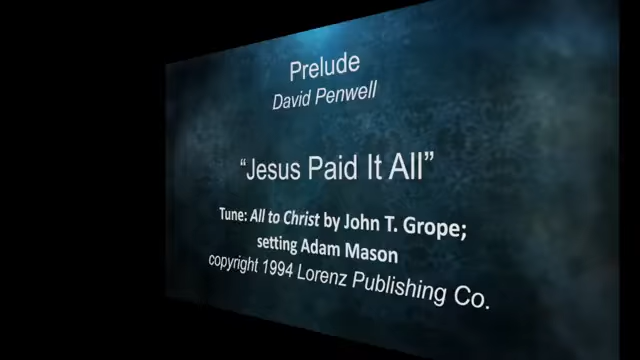 Prelude
David Penwell
“Jesus Paid It All”
Tune: All to Christ by John T. Grope;
setting Adam Mason
copyright 1994 Lorenz Publishing Co.